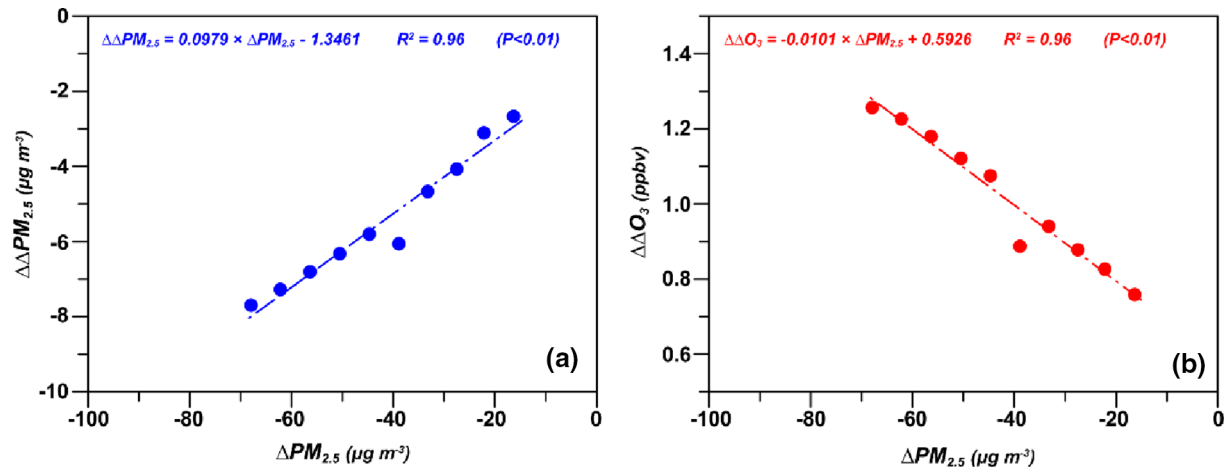 ΔΔPM2.5 = 0.0979 × ΔPM2.5 - 1.3461 R² = 0.96 (P<0.01)
0
-2
-4
-6
-8
-10
ΔΔPM2.5 (μg m⁻³)
-100 -80 -60 -40 -20 0
ΔPM2.5 (μg m⁻³)
(a)
ΔΔO3 = -0.0101 × ΔPM2.5 + 0.5926 R² = 0.96 (P<0.01)
1.4
1.2
1.0
0.8
0.6
ΔΔO3 (ppbv)
-100 -80 -60 -40 -20 0
ΔPM2.5 (μg m⁻³)
(b)